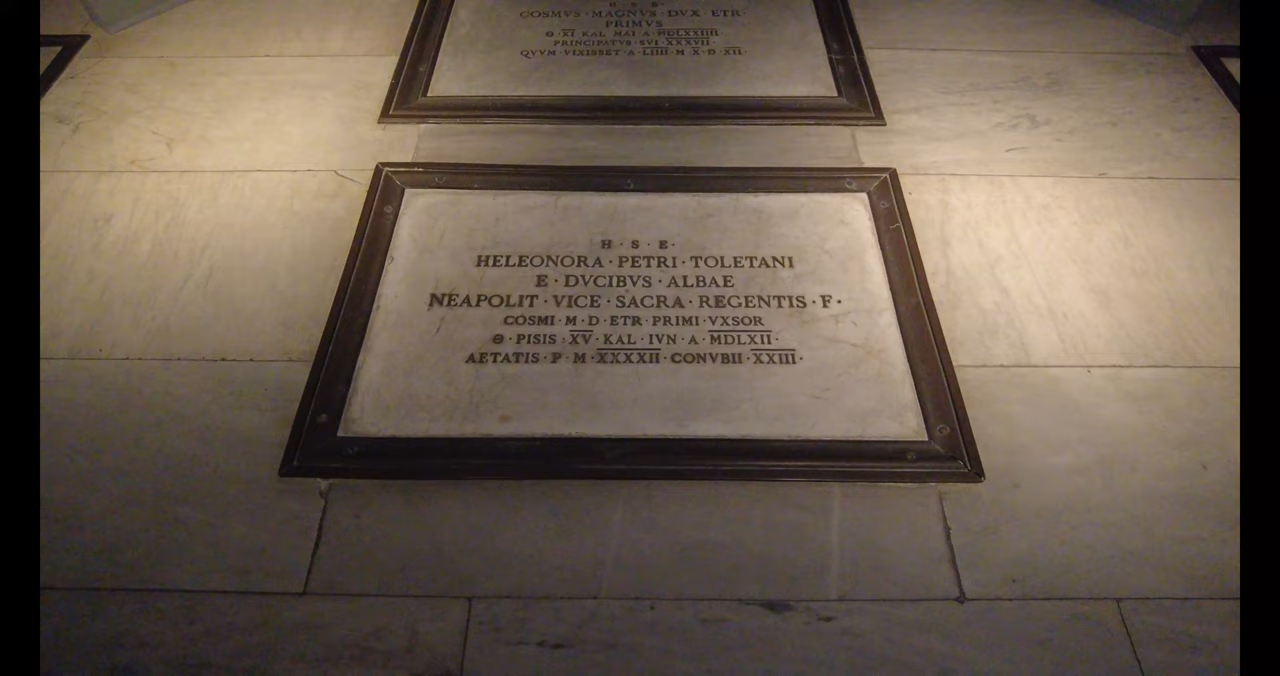 H · S · E ·
COSMVS · MAGNVS · DVX · ETR ·
PRIMVS
Θ · XI · KAL · MAI · A · MDLXXIIII ·
PRINCIPATVS · SVI · XXXVII ·
QVVM · VIXISSET · A · LIIII · M · X · D · XII ·
H · S · E ·
HELEONORA · PETRI · TOLETANI
E · DVCIBVS · ALBAE
NEAPOLIT · VICE · SACRA · REGENTIS · F ·
COSMI · M · D · ETR · PRIMI · VXSOR
Θ · PISIS · XV · KAL · IVN · A · MDLXII ·
AETATIS · P · M · XXXXII · CONVBII · XXIII ·